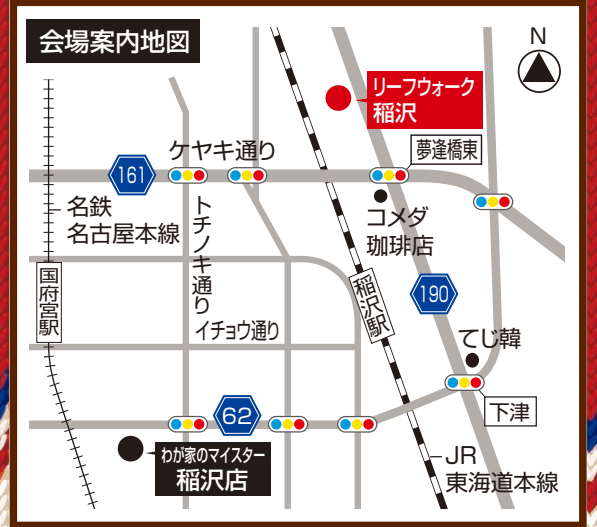 会場案内地図
N
リーフウォーク
稲沢
ケヤキ通り
夢逢橋東
161
名鉄
名古屋本線
トチノキ通り
コメダ
珈琲店
国府宮駅
稲沢駅
190
イチョウ通り
てじ韓
62
下津
わが家のマイスター
稲沢店
JR
東海道本線